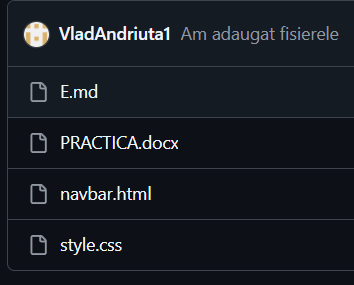 VladAndriuta1 Am adaugat fisierele
E.md
PRACTICA.docx
navbar.html
style.css